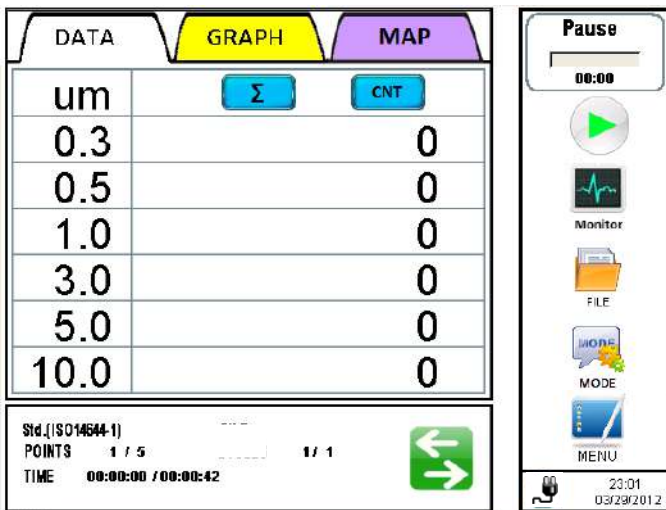 DATA GRAPH MAP
um Σ CNT
0.3 0
0.5 0
1.0 0
3.0 0
5.0 0
10.0 0
Std.(ISO14644-1)
POINTS 1 / 5 1 / 1
TIME 00:00:00 / 00:00:42
Pause
00:00
Monitor
FILE
MODE
MODE
MENU
23:01
03/29/2012